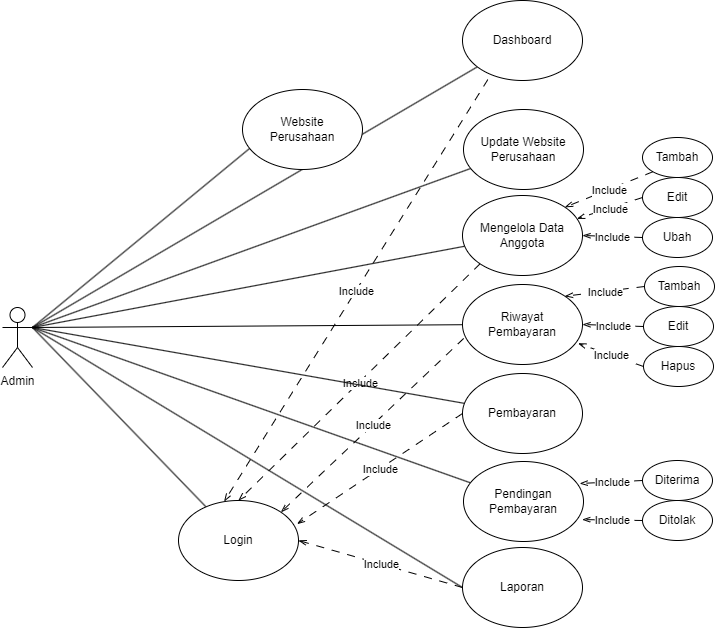 Dashboard
Website
Perusahaan
Update Website
Perusahaan
Tambah
Include
Edit
Include
Mengelola Data
Anggota
Include
Ubah
Include
Tambah
Include
Riwayat
Pembayaran
Include
Edit
Include
Hapus
Admin
Include
Pembayaran
Include
Include
Diterima
Include
Pendingan
Pembayaran
Include
Ditolak
Login
Include
Laporan